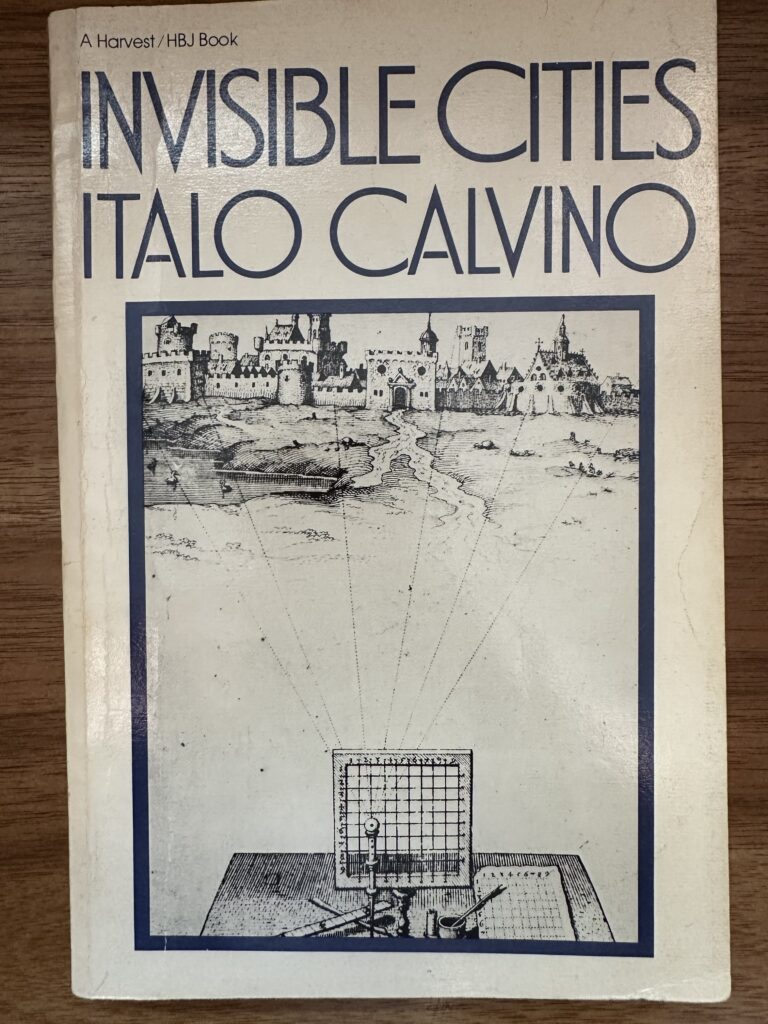 A Harvest/HBJ Book
INVISIBLE CITIES
ITALO CALVINO